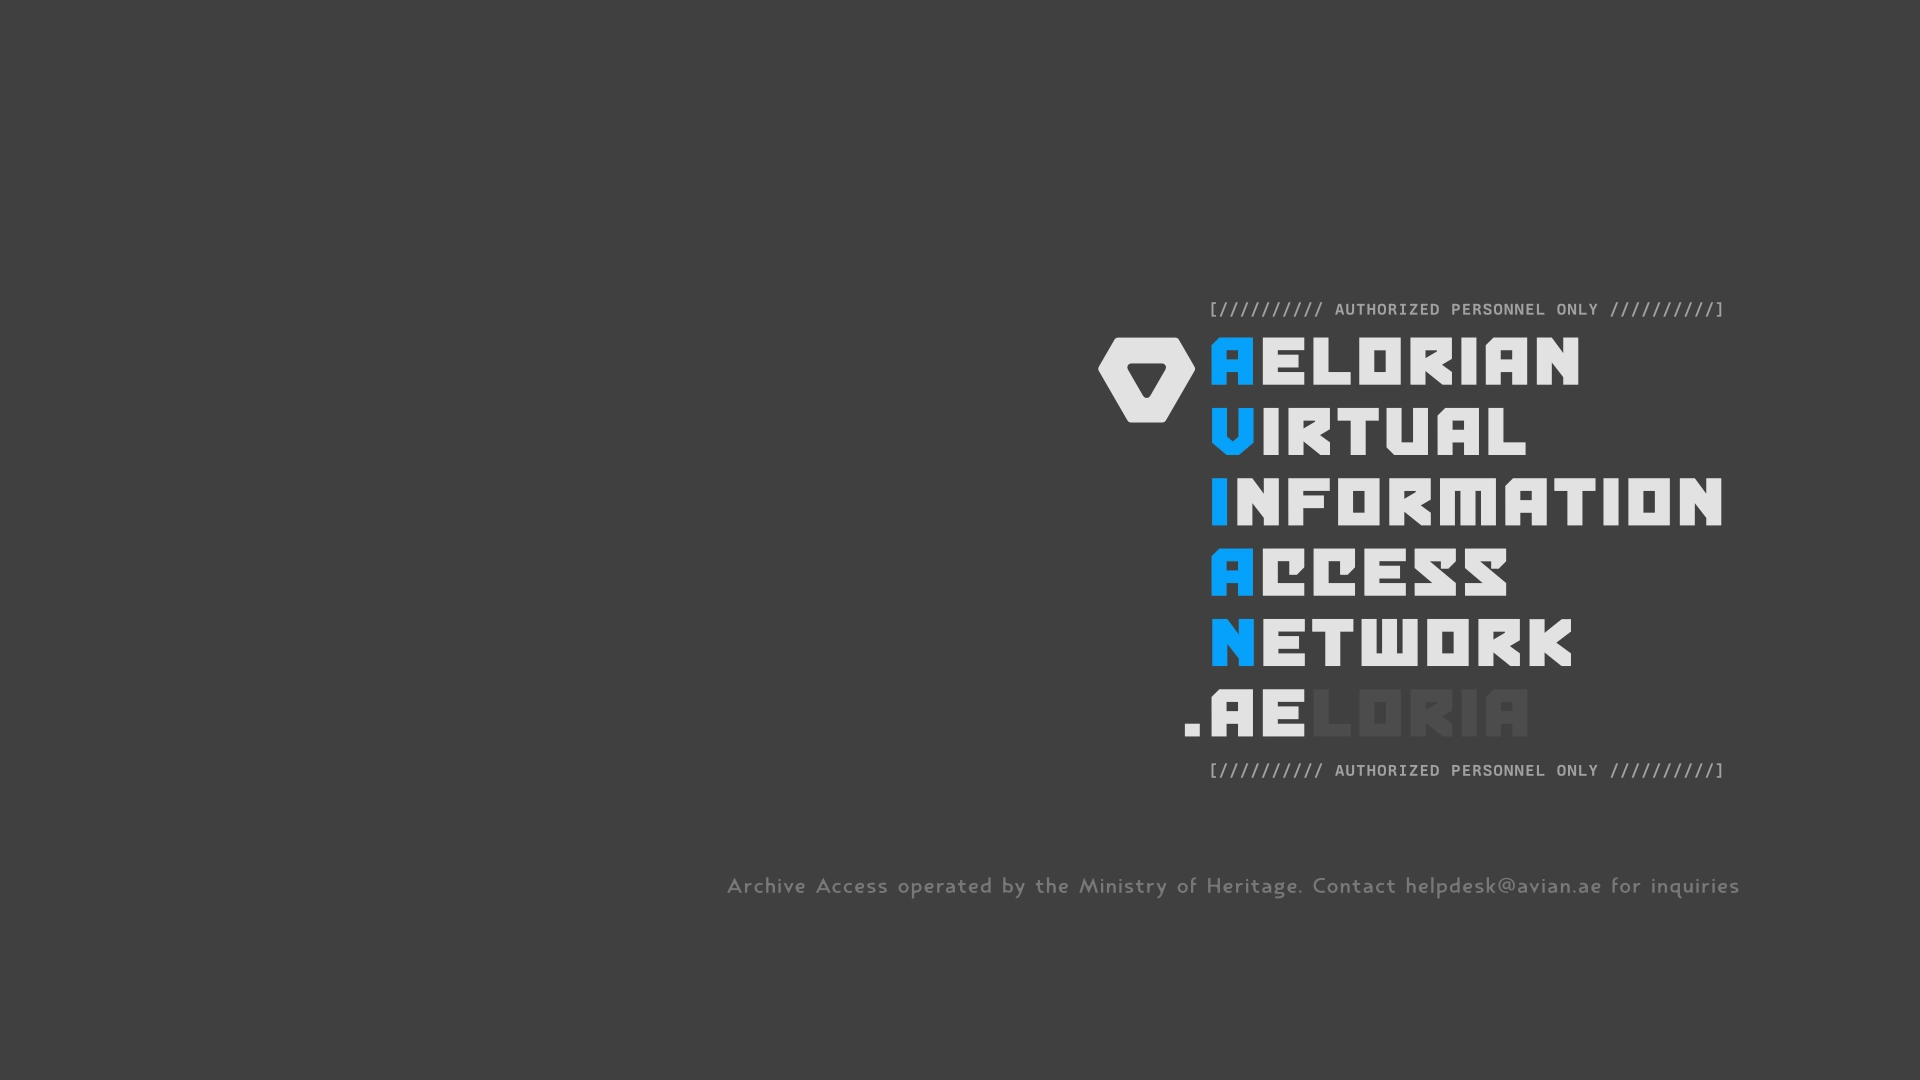 [////////// AUTHORIZED PERSONNEL ONLY //////////]
AELORIAN
VIRTUAL
INFORMATION
ACCESS
NETWORK
.AELORIA
[////////// AUTHORIZED PERSONNEL ONLY //////////]
Archive Access operated by the Ministry of Heritage. Contact helpdesk@avian.ae for inquiries